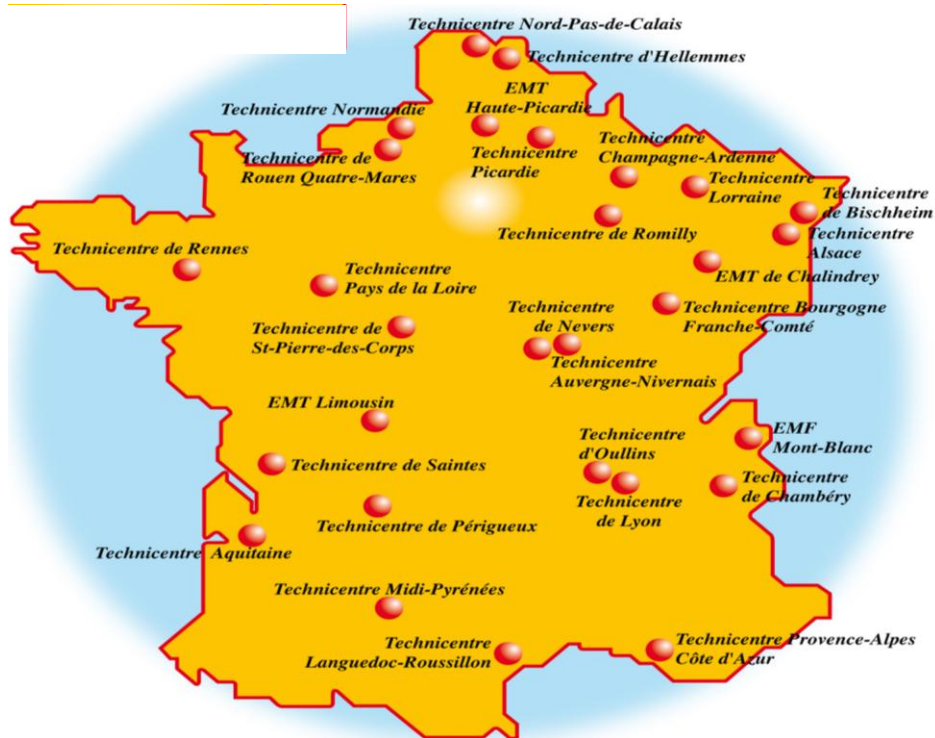 Technicentre Nord-Pas-de-Calais
Technicentre d'Hellemmes
EMT
Haute-Picardie
Technicentre Normandie
Technicentre
Champagne-Ardenne
Technicentre de
Rouen Quatre-Mares
Technicentre
Picardie
Technicentre
Lorraine
Technicentre
de Bischheim
Technicentre de Romilly
Technicentre
Alsace
Technicentre de Rennes
Technicentre
Pays de la Loire
EMT de Chalindrey
Technicentre
de Nevers
Technicentre Bourgogne
Franche-Comté
Technicentre de
St-Pierre-des-Corps
Technicentre
Auvergne-Nivernais
EMT Limousin
EMF
Mont-Blanc
Technicentre
d'Oullins
Technicentre de Saintes
Technicentre
de Chambéry
Technicentre
de Lyon
Technicentre de Périgueux
Technicentre Aquitaine
Technicentre Midi-Pyrénées
Technicentre
Languedoc-Roussillon
Technicentre Provence-Alpes
Côte d'Azur